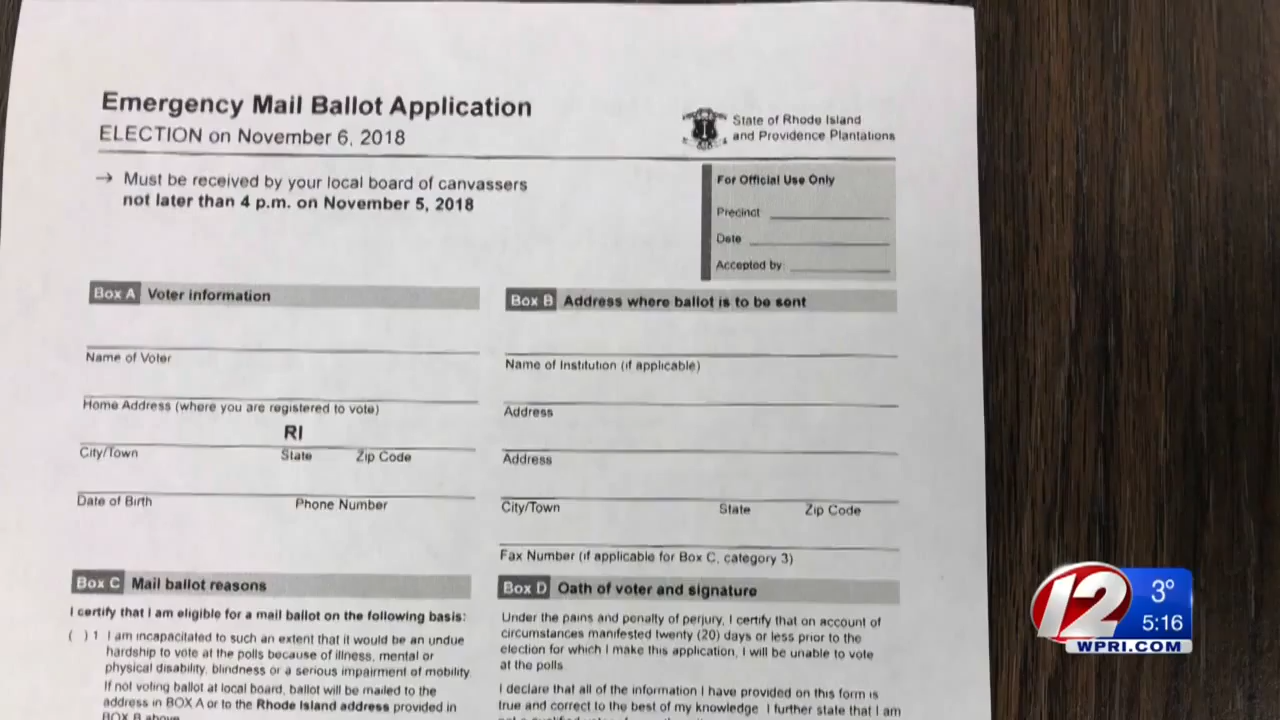 Emergency Mail Ballot Application
ELECTION on November 6, 2018
State of Rhode Island
and Providence Plantations
→ Must be received by your local board of canvassers
not later than 4 p.m. on November 5, 2018
For Official Use Only
Precinct
Date
Accepted by:
Box A Voter information
Name of Voter
Home Address (where you are registered to vote)
RI
City/Town State Zip Code
Date of Birth Phone Number
Box B Address where ballot is to be sent
Name of Institution (if applicable)
Address
Address
City/Town State Zip Code
Fax Number (if applicable for Box C, category 3)
Box C Mail ballot reasons
I certify that I am eligible for a mail ballot on the following basis:
( ) 1 I am incapacitated to such an extent that it would be an undue
hardship to vote at the polls because of illness, mental or
physical disability, blindness or a serious impairment of mobility.
If not voting ballot at local board, ballot will be mailed to the
address in BOX A or to the Rhode Island address provided in
BOX B above
Box D Oath of voter and signature
Under the pains and penalty of perjury, I certify that on account of
circumstances manifested twenty (20) days or less prior to the
election for which I make this application, I will be unable to vote
at the polls
I declare that all of the information I have provided on this form is
true and correct to the best of my knowledge I further state that I am
12
3°
5:16
WPRI.COM